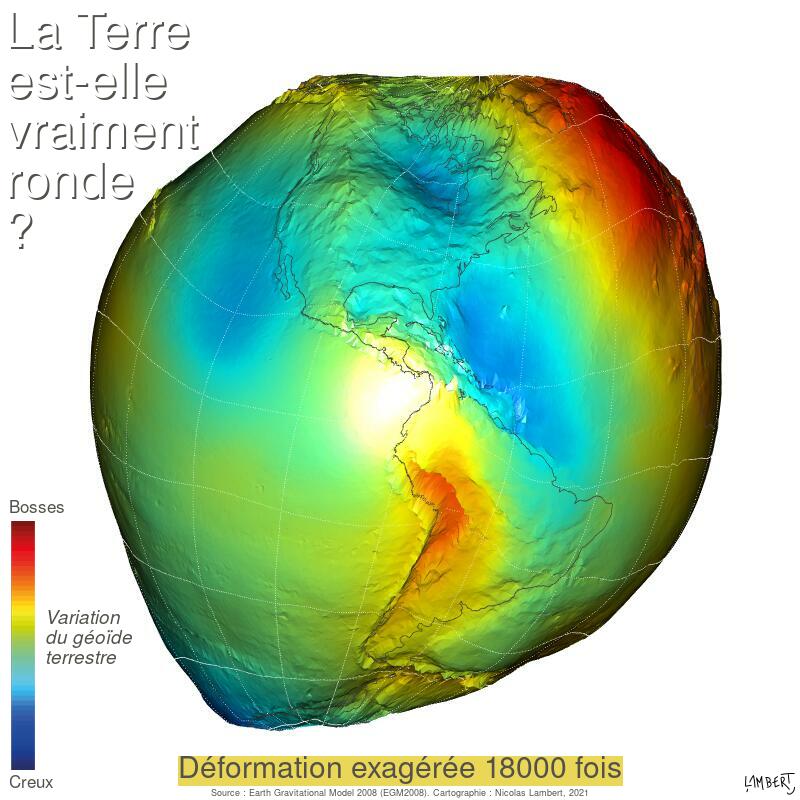 La Terre
est-elle
vraiment
ronde
?
Bosses
Variation
du géoïde
terrestre
Creux
Déformation exagérée 18000 fois
Source : Earth Gravitational Model 2008 (EGM2008). Cartographie : Nicolas Lambert, 2021
LAMBERT